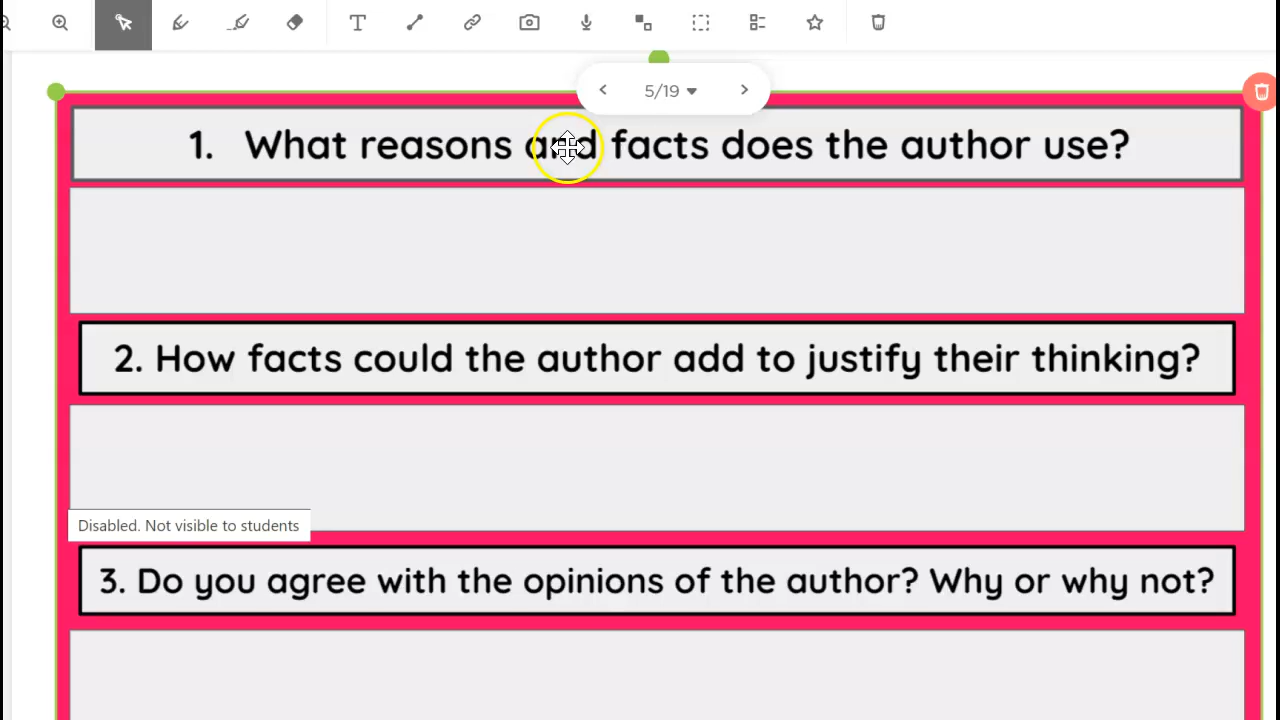 5/19
1. What reasons and facts does the author use?
2. How facts could the author add to justify their thinking?
Disabled. Not visible to students
3. Do you agree with the opinions of the author? Why or why not?